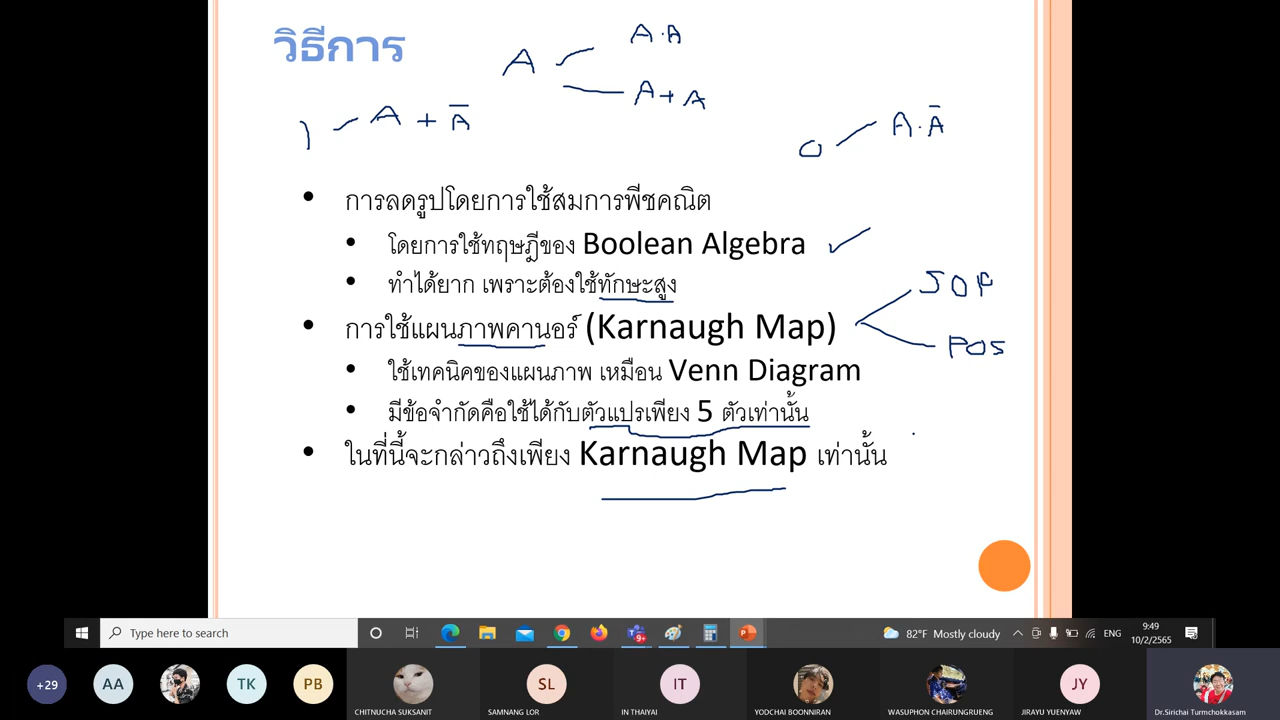 วิธีการ
A
A·A
A+A
1
A + Ā
0
A·Ā
• การลดรูปโดยการใช้สมการพีชคณิต
• โดยการใช้ทฤษฎีของ Boolean Algebra
• ทำได้ยาก เพราะต้องใช้ทักษะสูง
• การใช้แผนภาพคานอร์ (Karnaugh Map)
SOP
POS
• ใช้เทคนิคของแผนภาพ เหมือน Venn Diagram
• มีข้อจำกัดคือใช้ได้กับตัวแปรเพียง 5 ตัวเท่านั้น
• ในที่นี้จะกล่าวถึงเพียง Karnaugh Map เท่านั้น
Type here to search
9+
82°F Mostly cloudy
ENG
9:49
10/2/2565
+29
AA
TK
PB
SL
IT
JY
CHITNUCHA SUKSANIT
SAMNANG LOR
IN THAIYAI
YODCHAI BOONNIRAN
WASUPHON CHAIRUNGRUENG
JIRAYU YUENYAW
Dr.Sirichai Turmchokkasam